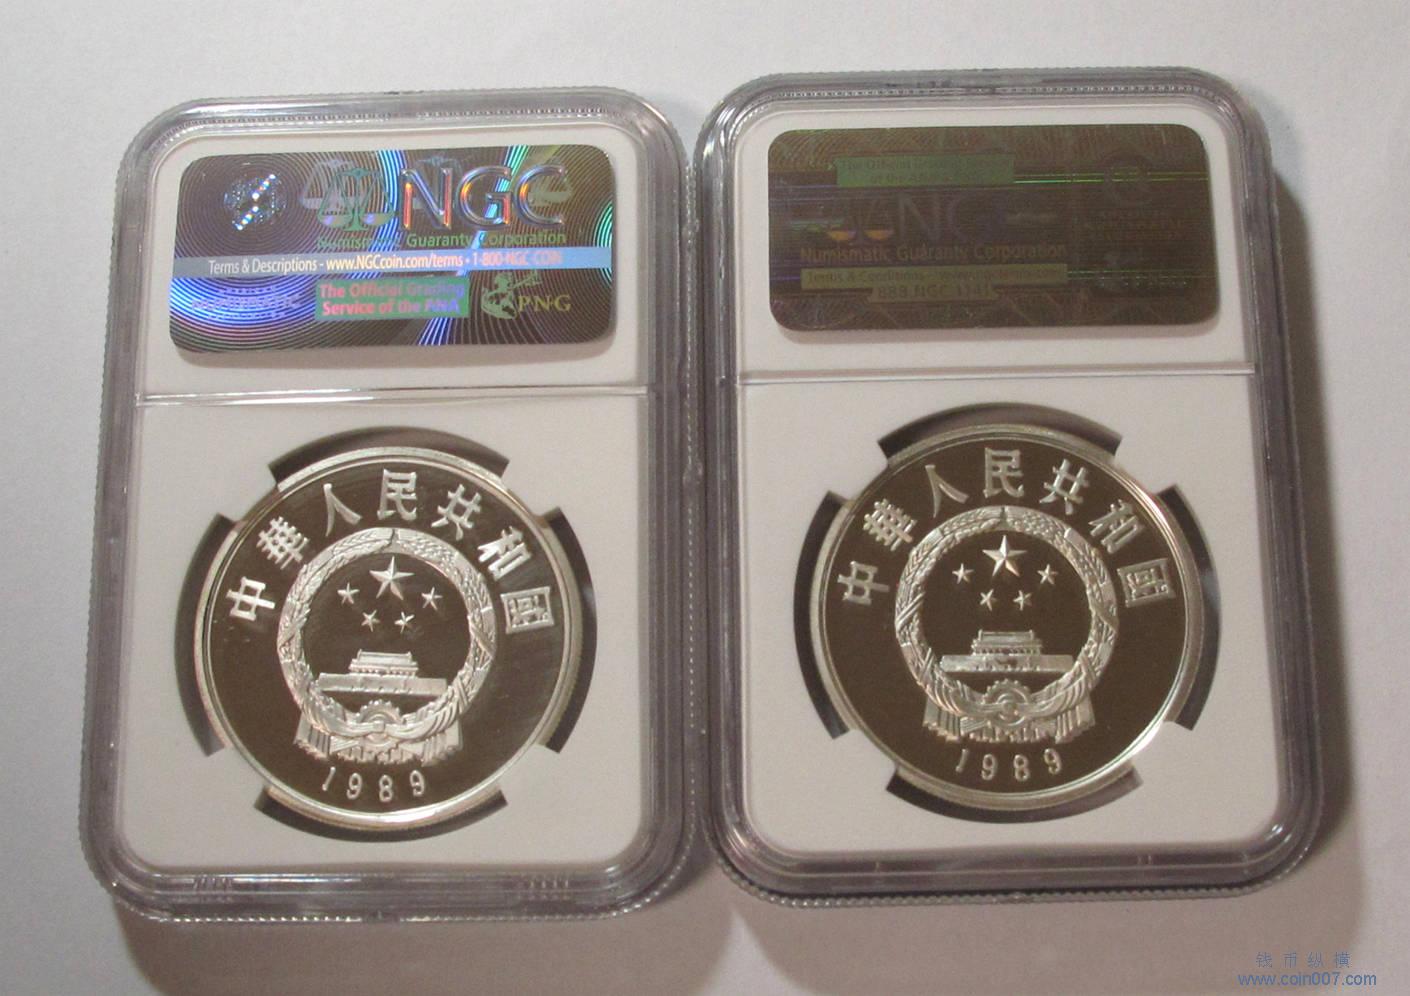 NGC
Numismatic Guaranty Corporation
Terms & Descriptions - www.NGCcoin.com/terms • 1-800-NGC-COIN
The Official Grading
Service of the ANA
PNG
中華人民共和國
1989
NGC
Numismatic Guaranty Corporation
中華人民共和國
1989
钱币纵横
www.coin007.com